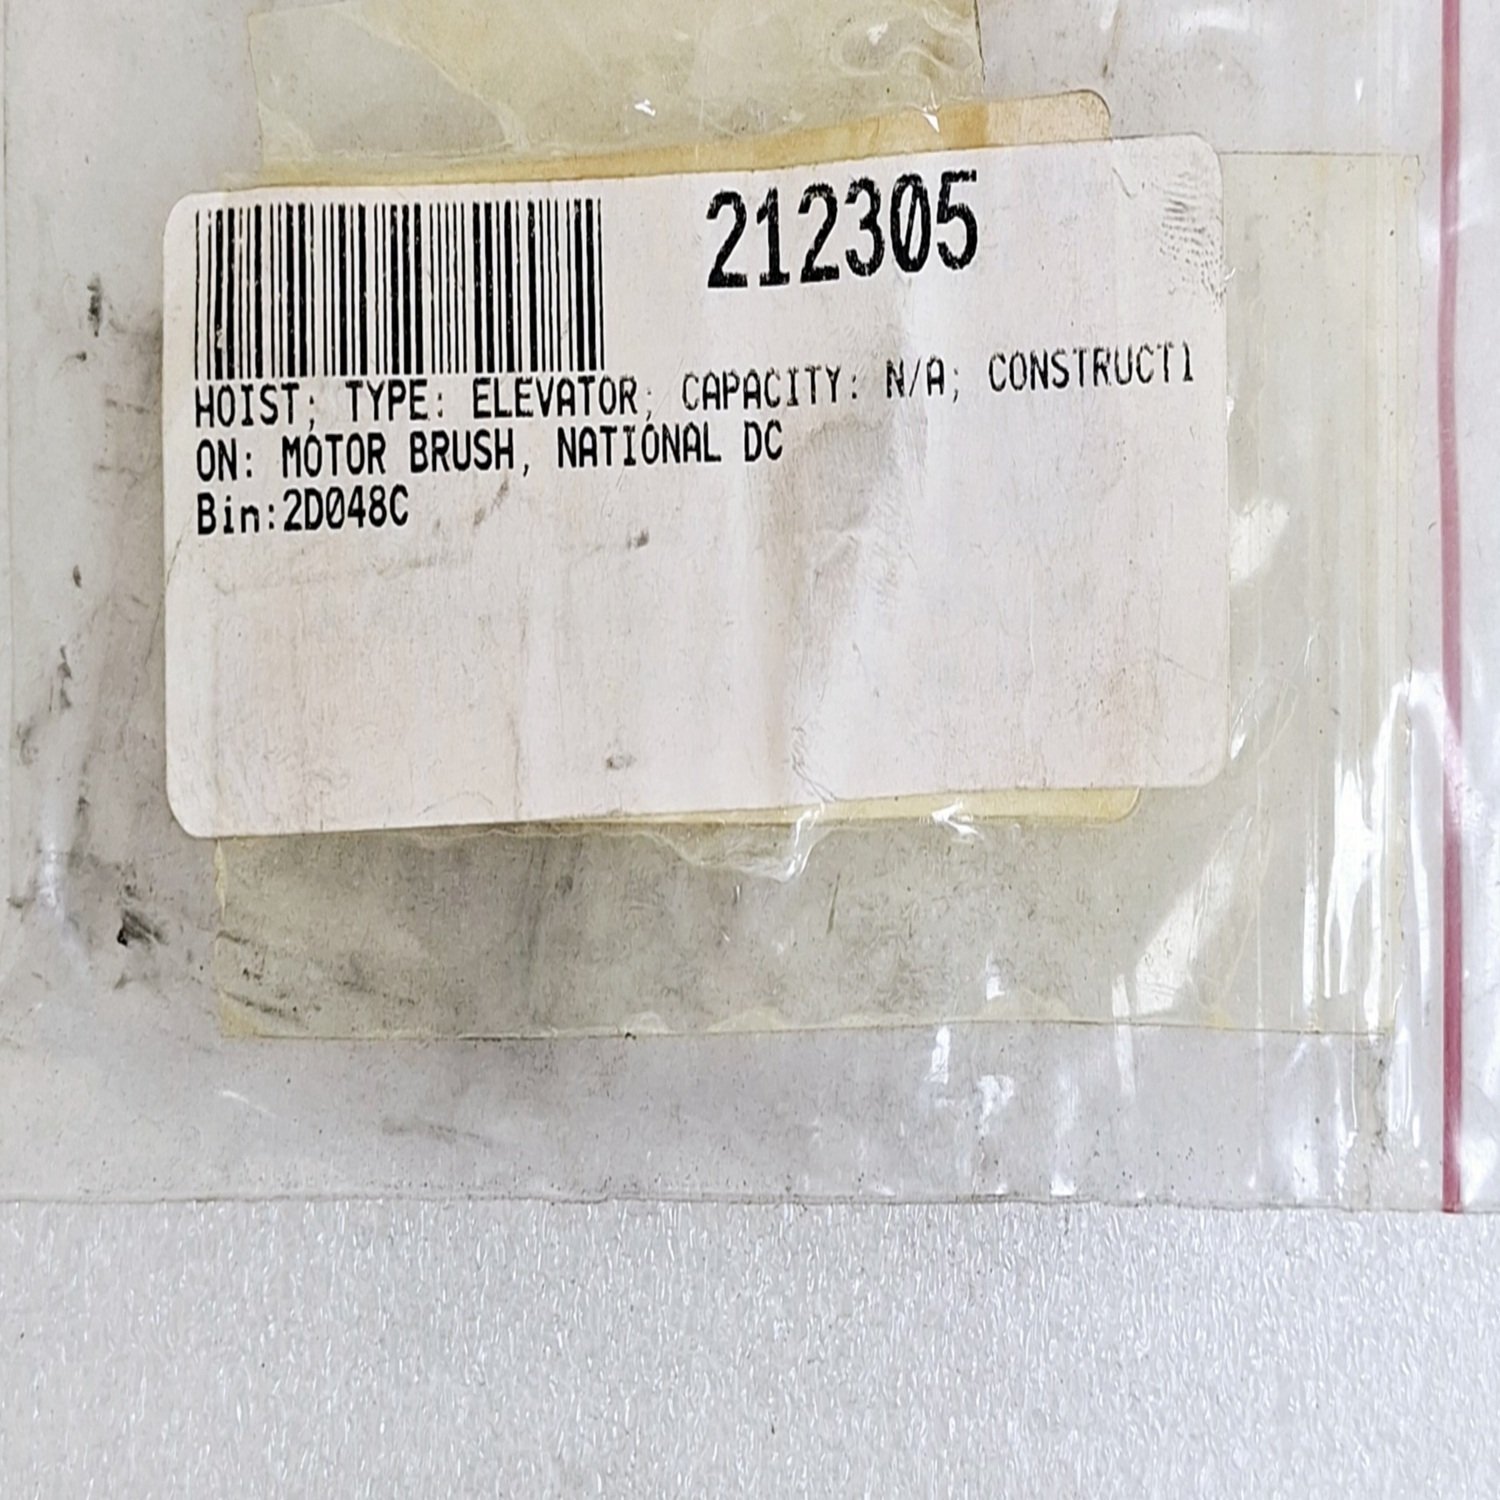 212305
HOIST; TYPE: ELEVATOR; CAPACITY: N/A; CONSTRUCTI
ON: MOTOR BRUSH, NATIONAL DC
Bin:2D048C